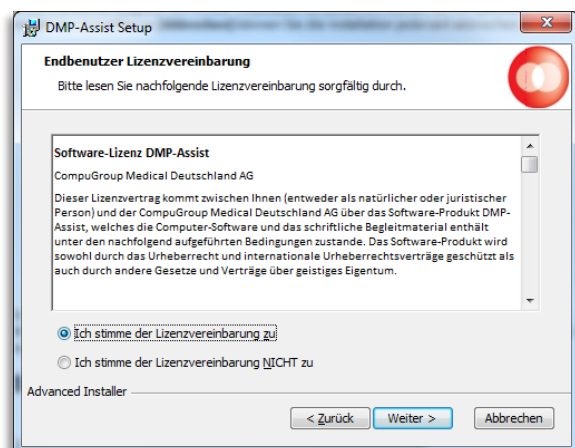 DMP-Assist Setup
Endbenutzer Lizenzvereinbarung
Bitte lesen Sie nachfolgende Lizenzvereinbarung sorgfältig durch.
Software-Lizenz DMP-Assist
CompuGroup Medical Deutschland AG
Dieser Lizenzvertrag kommt zwischen Ihnen (entweder als natürlicher oder juristischer
Person) und der CompuGroup Medical Deutschland AG über das Software-Produkt DMP-
Assist, welches die Computer-Software und das schriftliche Begleitmaterial enthält
unter den nachfolgend aufgeführten Bedingungen zustande. Das Software-Produkt wird
sowohl durch das Urheberrecht und internationale Urheberrechtsverträge geschützt als
auch durch andere Gesetze und Verträge über geistiges Eigentum.
Ich stimme der Lizenzvereinbarung zu
Ich stimme der Lizenzvereinbarung NICHT zu
Advanced Installer
< Zurück Weiter > Abbrechen